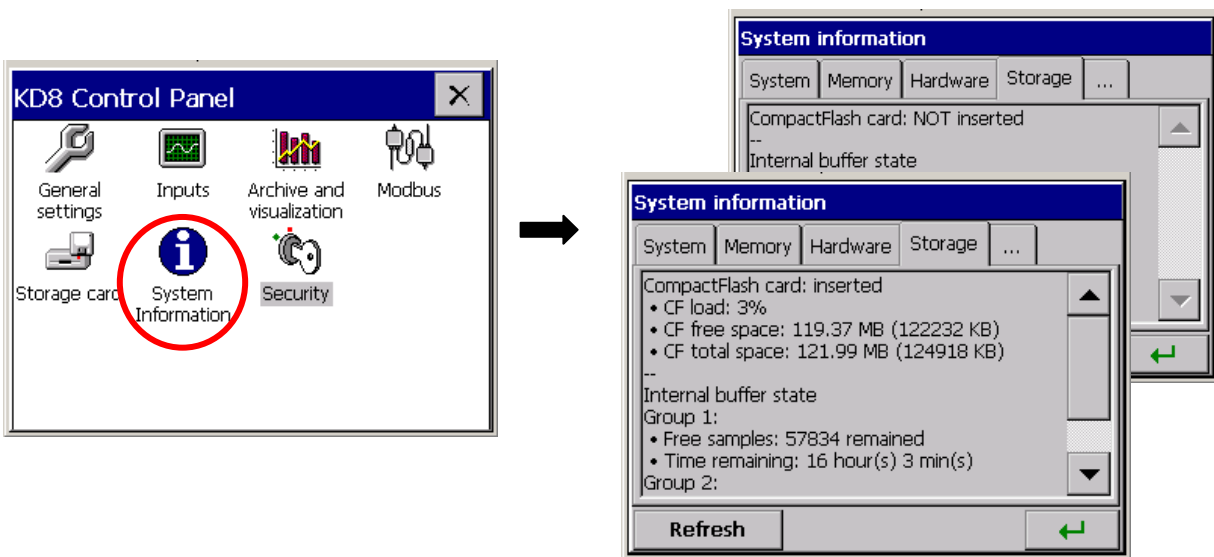 KD8 Control Panel
General settings
Inputs
Archive and visualization
Modbus
Storage card
System Information
Security
System information
System Memory Hardware Storage ...
CompactFlash card: NOT inserted
--
Internal buffer state
System information
System Memory Hardware Storage ...
CompactFlash card: inserted
• CF load: 3%
• CF free space: 119.37 MB (122232 KB)
• CF total space: 121.99 MB (124918 KB)
--
Internal buffer state
Group 1:
• Free samples: 57834 remained
• Time remaining: 16 hour(s) 3 min(s)
Group 2:
Refresh